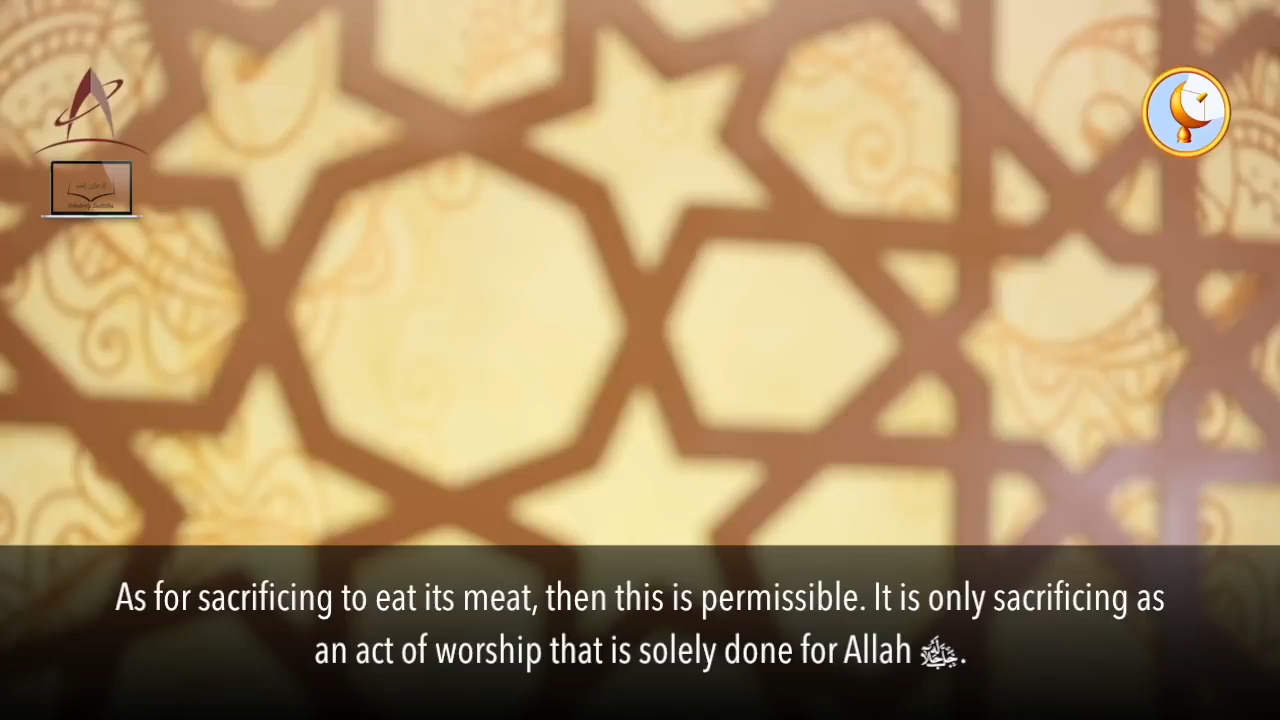 As for sacrificing to eat its meat, then this is permissible. It is only sacrificing as
an act of worship that is solely done for Allah ﷻ.